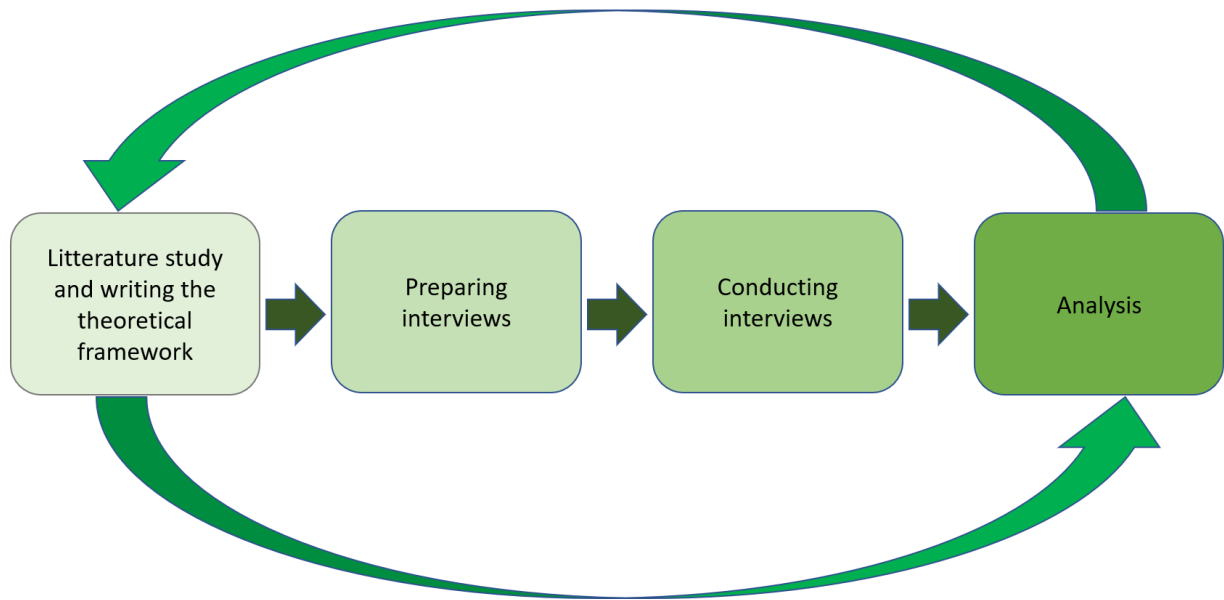 Litterature study
and writing the
theoretical
framework
Preparing
interviews
Conducting
interviews
Analysis